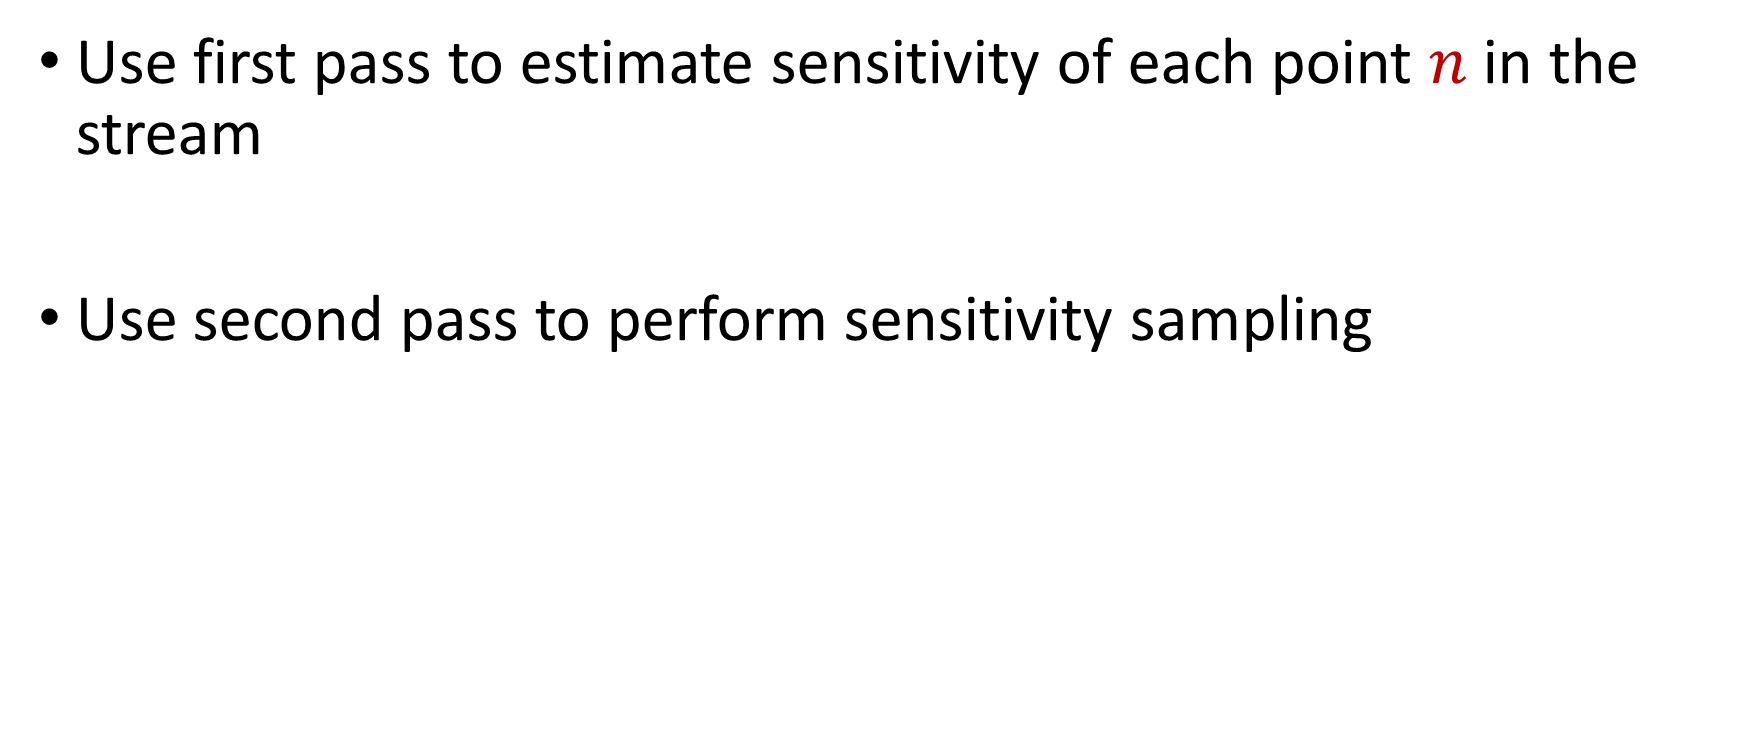 • Use first pass to estimate sensitivity of each point n in the
stream
• Use second pass to perform sensitivity sampling